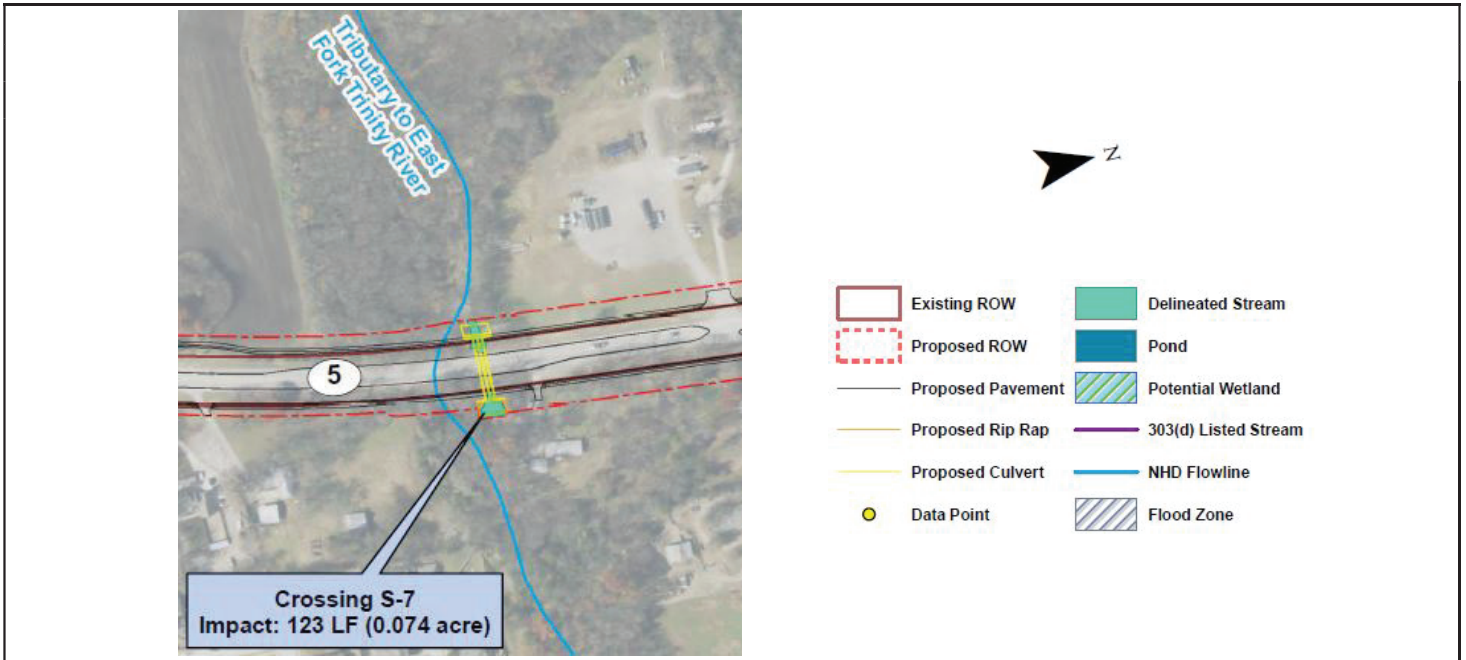 Tributary to East
Fork Trinity River
5
Crossing S-7
Impact: 123 LF (0.074 acre)
N
Existing ROW
Proposed ROW
Proposed Pavement
Proposed Rip Rap
Proposed Culvert
Data Point
Delineated Stream
Pond
Potential Wetland
303(d) Listed Stream
NHD Flowline
Flood Zone